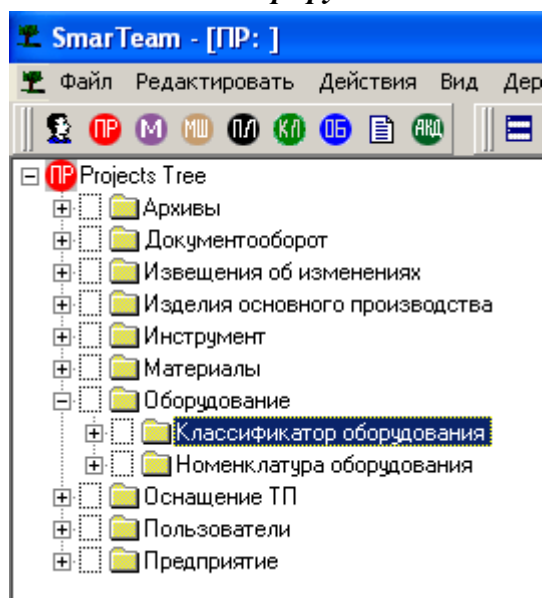 SmarTeam - [ПР: ]
Файл Редактировать Действия Вид Дер
ПР М МШ ПЛ КЛ ОБ АКД
ПР Projects Tree
Архивы
Документооборот
Извещения об изменениях
Изделия основного производства
Инструмент
Материалы
Оборудование
Классификатор оборудования
Номенклатура оборудования
Оснащение ТП
Пользователи
Предприятие